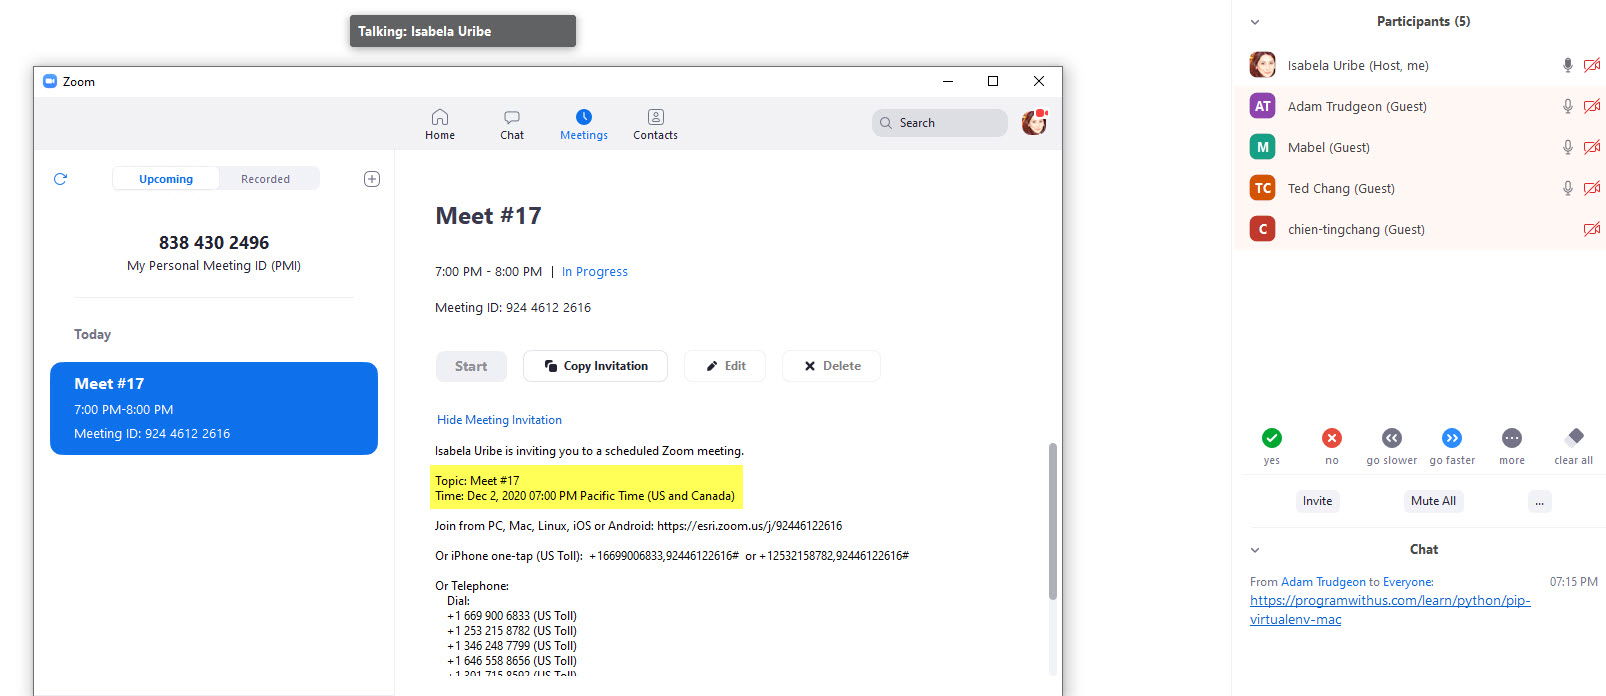 Talking: Isabela Uribe
Zoom
Home
Chat
Meetings
Contacts
Search
Upcoming
Recorded
838 430 2496
My Personal Meeting ID (PMI)
Today
Meet #17
7:00 PM-8:00 PM
Meeting ID: 924 4612 2616
Meet #17
7:00 PM - 8:00 PM | In Progress
Meeting ID: 924 4612 2616
Start
Copy Invitation
Edit
Delete
Hide Meeting Invitation
Isabela Uribe is inviting you to a scheduled Zoom meeting.
Topic: Meet #17
Time: Dec 2, 2020 07:00 PM Pacific Time (US and Canada)
Join from PC, Mac, Linux, iOS or Android: https://esri.zoom.us/j/92446122616
Or iPhone one-tap (US Toll): +16699006833,92446122616# or +12532158782,92446122616#
Or Telephone:
Dial:
+1 669 900 6833 (US Toll)
+1 253 215 8782 (US Toll)
+1 346 248 7799 (US Toll)
+1 646 558 8656 (US Toll)
+1 301 715 8592 (US Toll)
Participants (5)
Isabela Uribe (Host, me)
AT Adam Trudgeon (Guest)
M Mabel (Guest)
TC Ted Chang (Guest)
C chien-tingchang (Guest)
yes
no
go slower
go faster
more
clear all
Invite
Mute All
...
Chat
From Adam Trudgeon to Everyone: 07:15 PM
https://programwithus.com/learn/python/pip-
virtualenv-mac